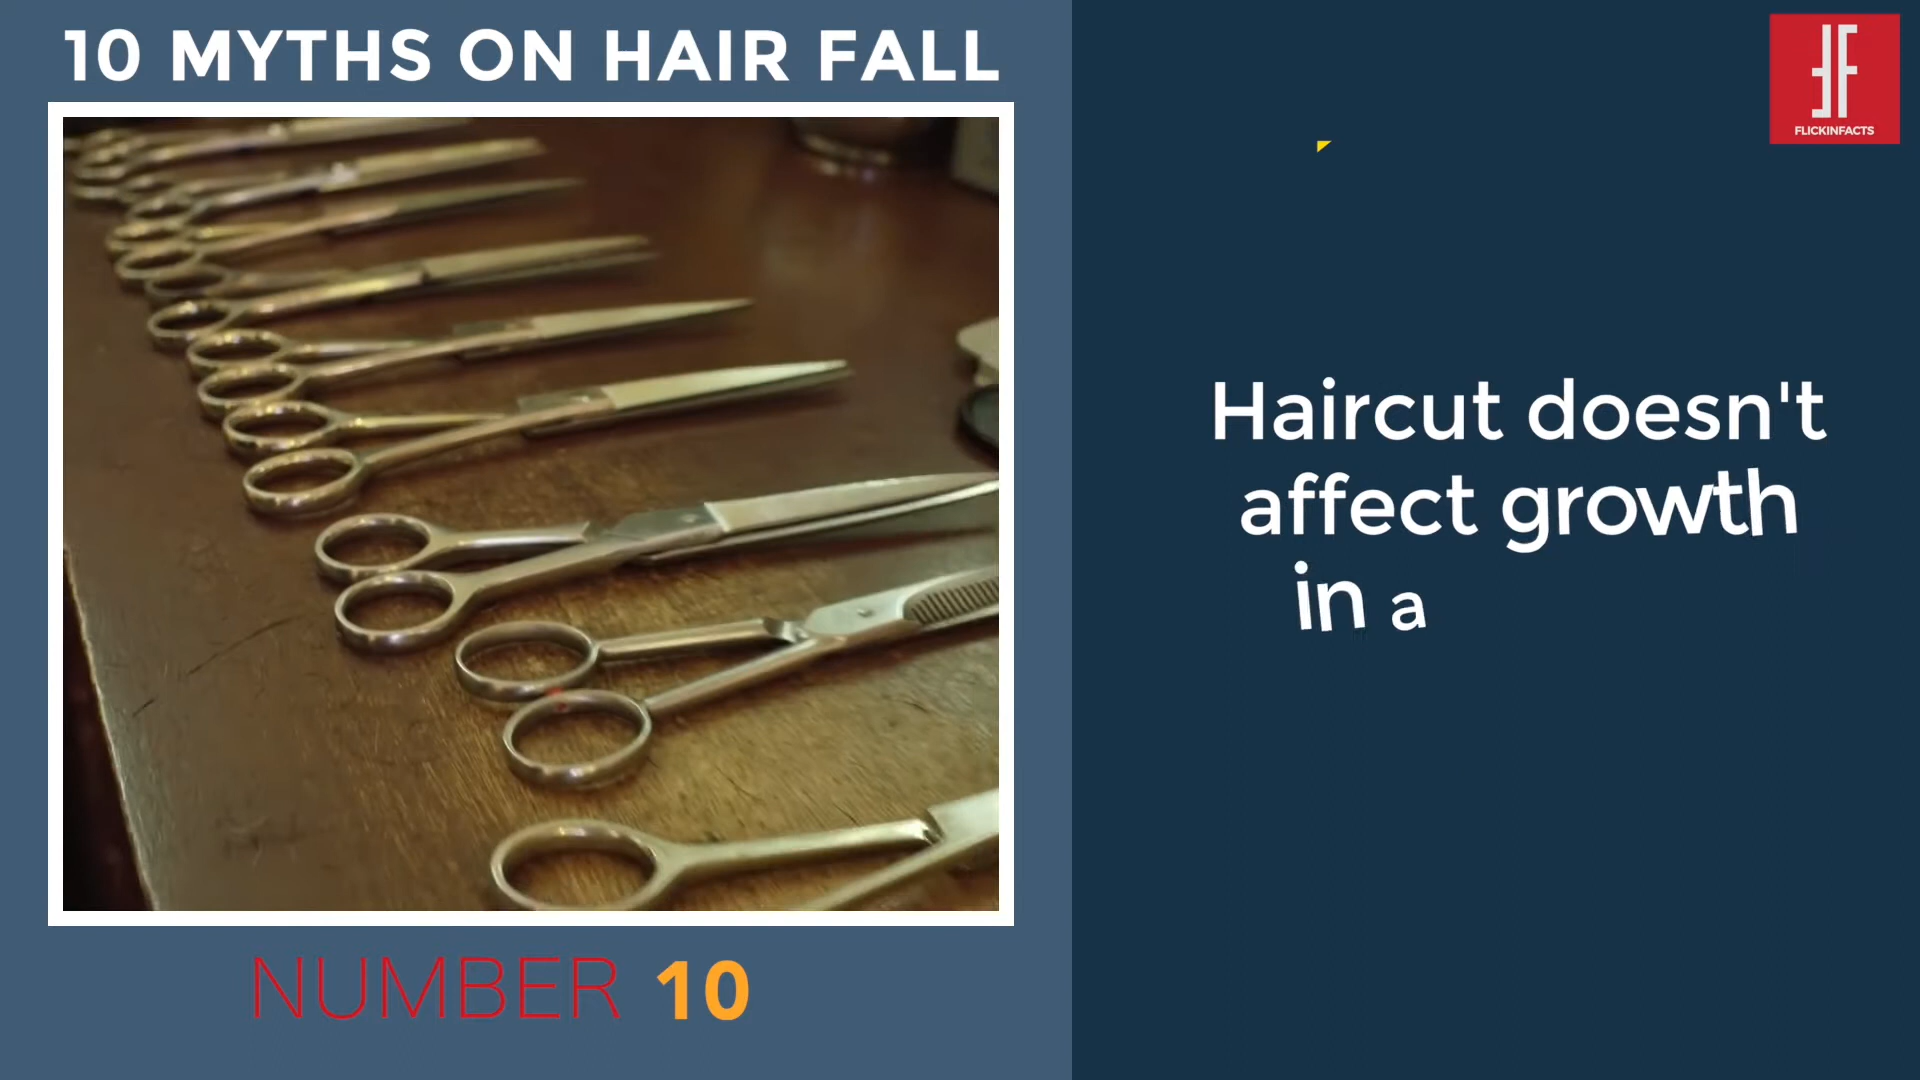 10 MYTHS ON HAIR FALL
FLICKINFACTS
Haircut doesn't
affect growth
in a
NUMBER 10